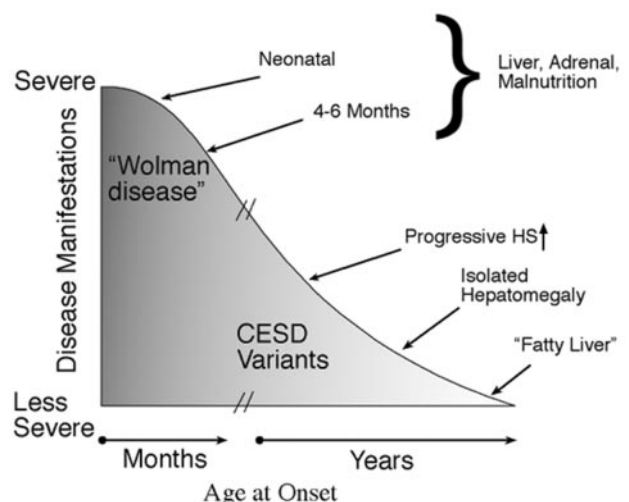 Neonatal
Liver, Adrenal,
Malnutrition
Severe
4-6 Months
"Wolman
disease"
Disease Manifestations
Progressive HS↑
Isolated
Hepatomegaly
CESD
Variants
"Fatty Liver"
Less
Severe
Months
Years
Age at Onset